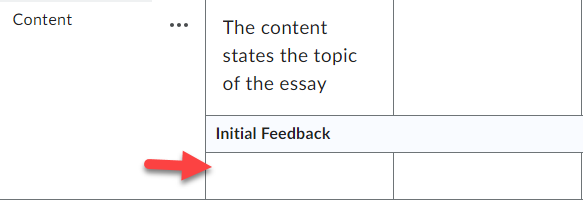 Content
The content
states the topic
of the essay
Initial Feedback